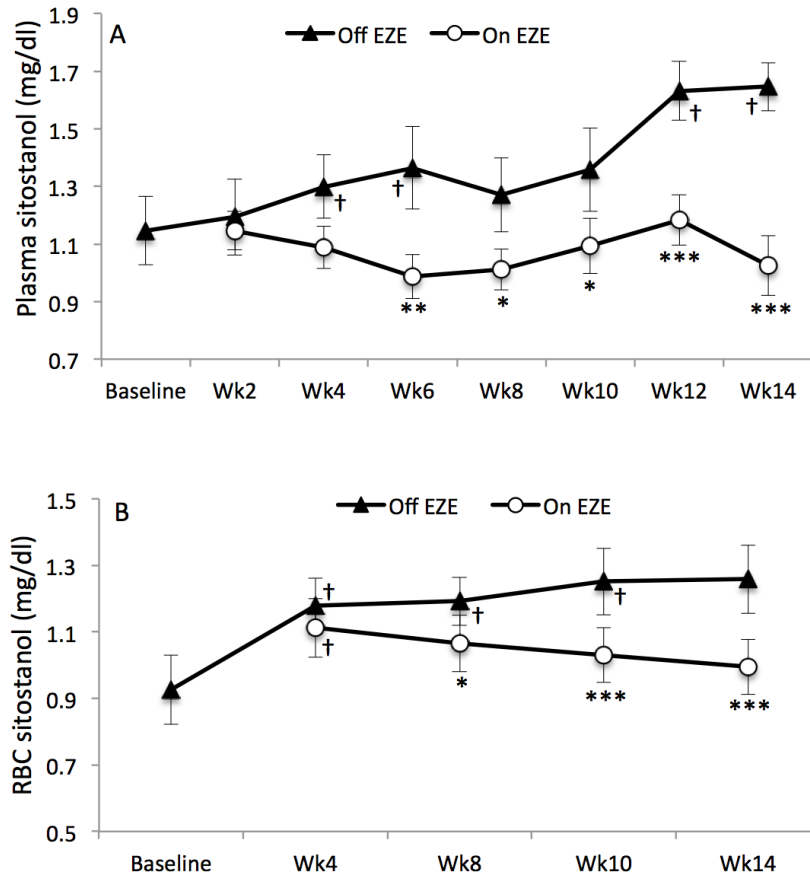 A
Off EZE On EZE
Plasma sitostanol (mg/dl)
1.9
1.7
1.5
1.3
1.1
0.9
0.7
† † † †
** * * *** ***
Baseline Wk2 Wk4 Wk6 Wk8 Wk10 Wk12 Wk14
B
Off EZE On EZE
RBC sitostanol (mg/dl)
1.5
1.3
1.1
0.9
0.7
0.5
† † †
†
* *** ***
Baseline Wk4 Wk8 Wk10 Wk14